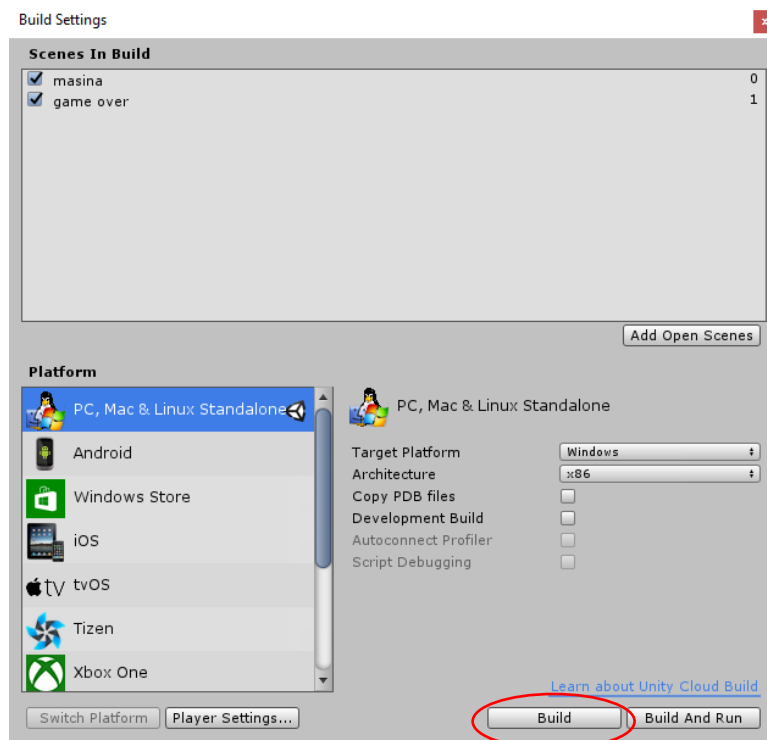 Build Settings
Scenes In Build
masina 0
game over 1
Add Open Scenes
Platform
PC, Mac & Linux Standalone
Android
Windows Store
iOS
tv tvOS
Tizen
Xbox One
PC, Mac & Linux Standalone
Target Platform Windows
Architecture x86
Copy PDB files
Development Build
Autoconnect Profiler
Script Debugging
Learn about Unity Cloud Build
Switch Platform Player Settings... Build Build And Run